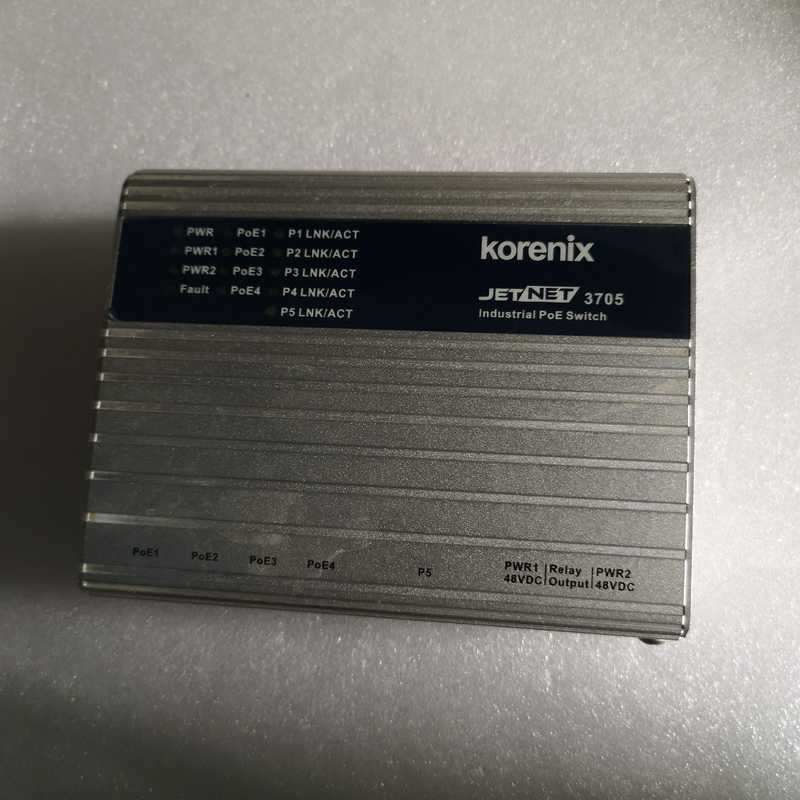 PWR PoE1 P1 LNK/ACT
PWR1 PoE2 P2 LNK/ACT
PWR2 PoE3 P3 LNK/ACT
Fault PoE4 P4 LNK/ACT
P5 LNK/ACT
korenix
JETNET 3705
Industrial PoE Switch
PoE1 PoE2 PoE3 PoE4 P5
PWR1 Relay PWR2
48VDC Output 48VDC